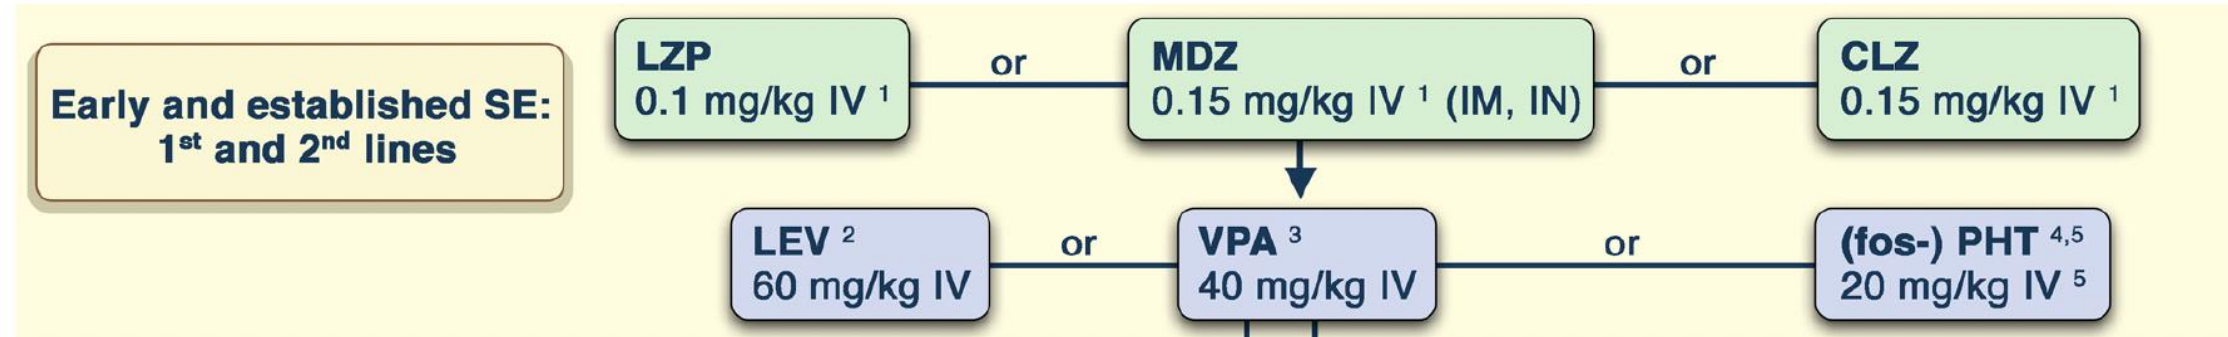 Early and established SE:
1st and 2nd lines
LZP
0.1 mg/kg IV 1
or
MDZ
0.15 mg/kg IV 1 (IM, IN)
or
CLZ
0.15 mg/kg IV 1
LEV 2
60 mg/kg IV
or
VPA 3
40 mg/kg IV
or
(fos-) PHT 4,5
20 mg/kg IV 5